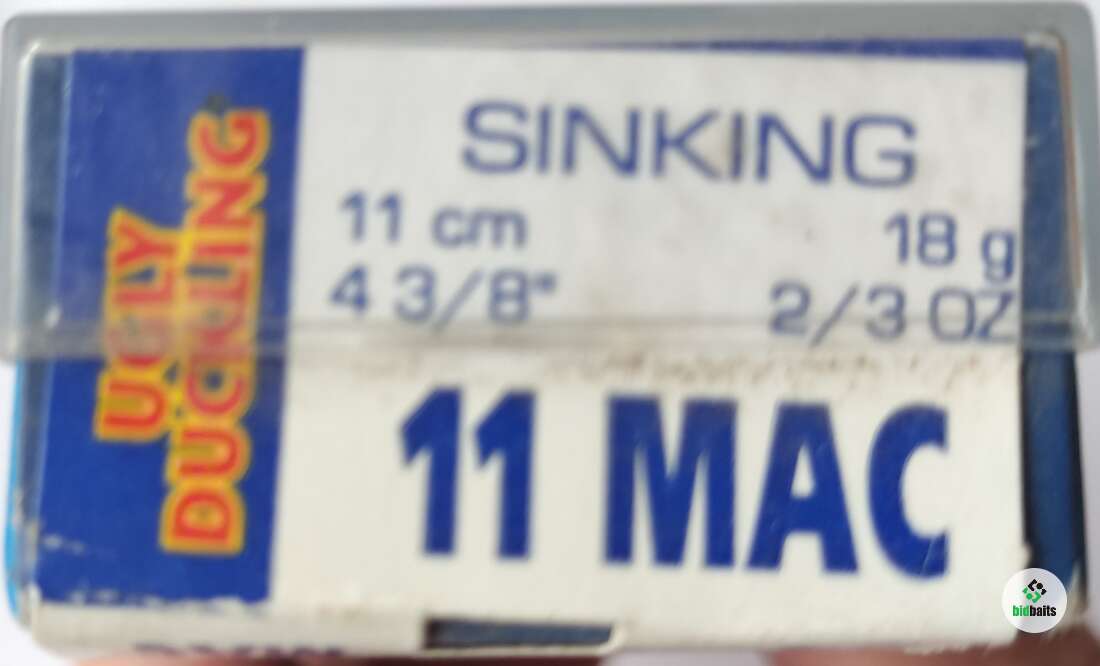 UGLY
DUCKLING
SINKING
11 cm 18 g
4 3/8" 2/3 OZ
11 MAC
bidbaits